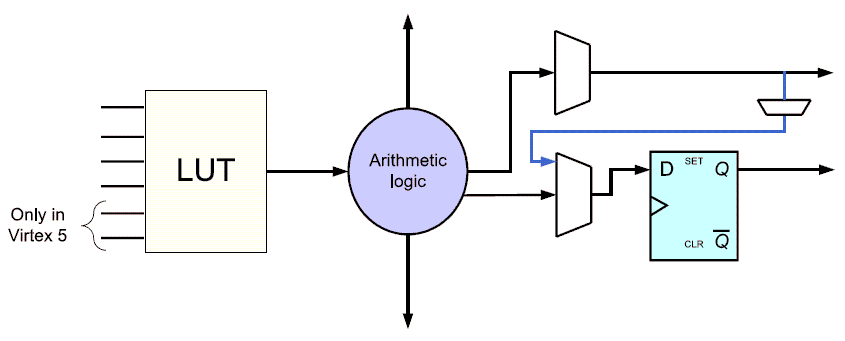 LUT
Only in
Virtex 5
Arithmetic
logic
D SET Q
CLR Q̅